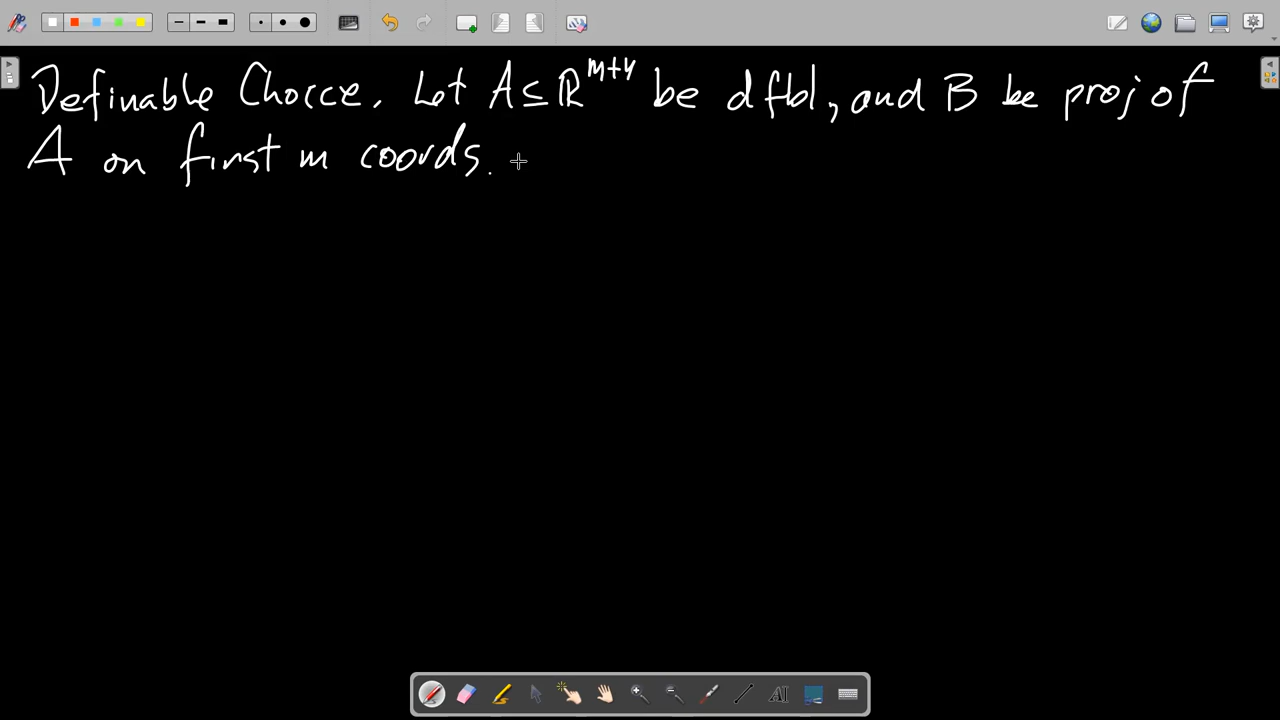 Definable Choice. Let A ⊆ ℝ^{m+n} be dfbl, and B be proj of
A on first m coords.